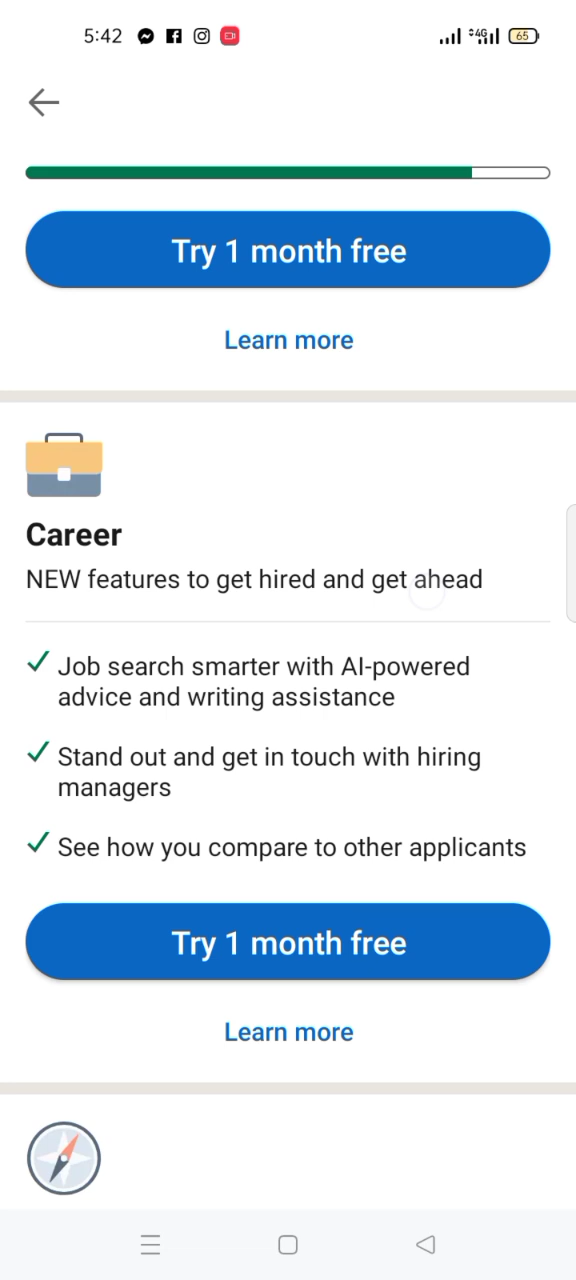 5:42
4G
65
Try 1 month free
Learn more
Career
NEW features to get hired and get ahead
Job search smarter with AI-powered
advice and writing assistance
Stand out and get in touch with hiring
managers
See how you compare to other applicants
Try 1 month free
Learn more